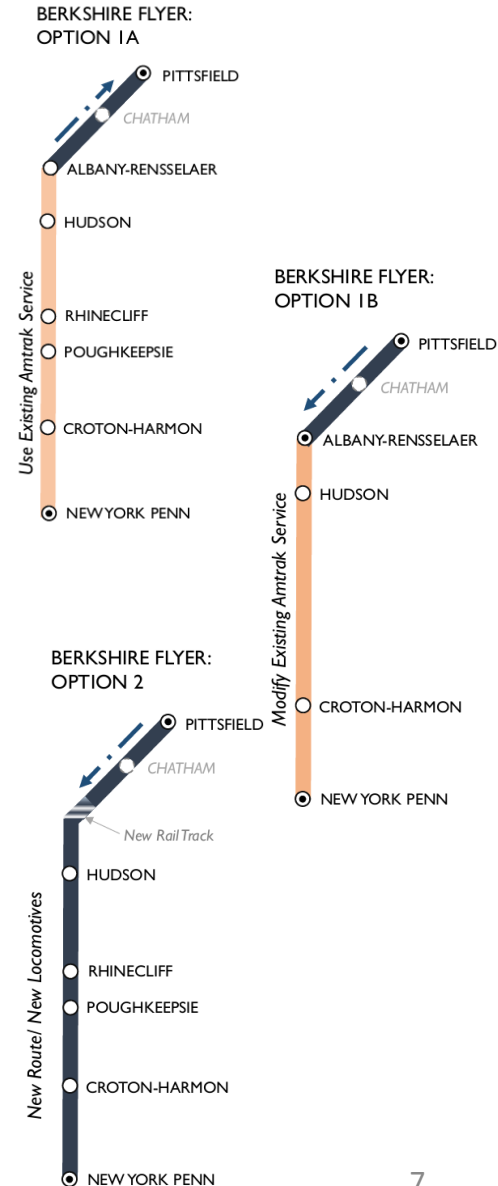 BERKSHIRE FLYER:
OPTION 1A
PITTSFIELD
CHATHAM
ALBANY-RENSSELAER
HUDSON
RHINECLIFF
POUGHKEEPSIE
CROTON-HARMON
NEW YORK PENN
Use Existing Amtrak Service
BERKSHIRE FLYER:
OPTION 1B
PITTSFIELD
CHATHAM
ALBANY-RENSSELAER
HUDSON
CROTON-HARMON
NEW YORK PENN
Modify Existing Amtrak Service
BERKSHIRE FLYER:
OPTION 2
PITTSFIELD
CHATHAM
New Rail Track
HUDSON
RHINECLIFF
POUGHKEEPSIE
CROTON-HARMON
NEW YORK PENN
New Route/ New Locomotives
7